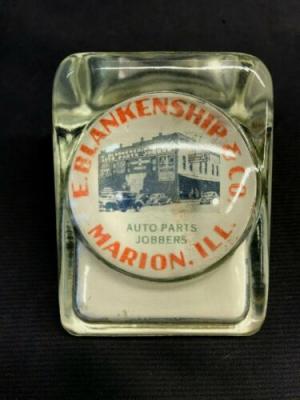 E. BLANKENSHIP & CO.
AUTO PARTS
JOBBERS
MARION, ILL.